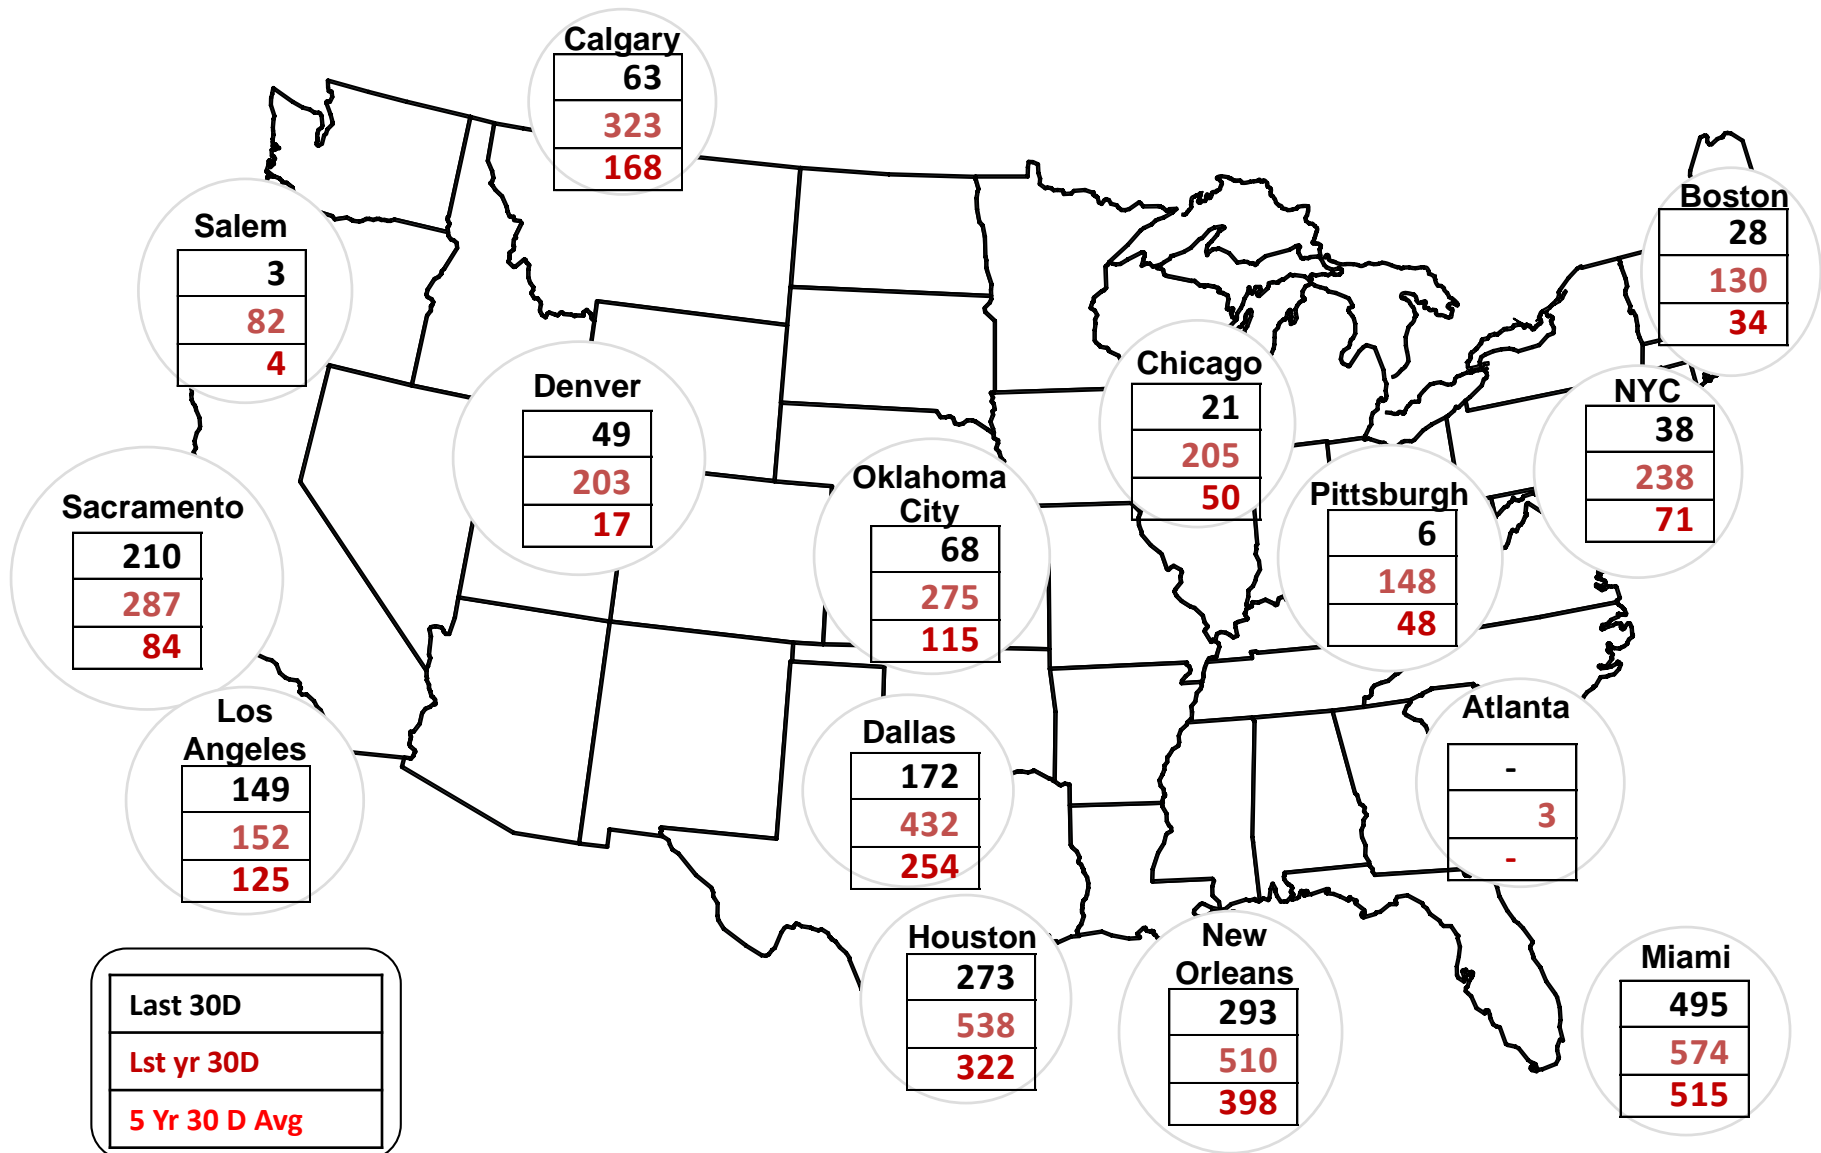 Calgary
63
323
168
Salem
3
82
4
Boston
28
130
34
Denver
49
203
17
Chicago
21
205
50
NYC
38
238
71
Oklahoma
City
68
275
115
Pittsburgh
6
148
48
Sacramento
210
287
84
Los
Angeles
149
152
125
Dallas
172
432
254
Atlanta
-
3
-
Houston
273
538
322
New
Orleans
293
510
398
Miami
495
574
515
Last 30D
Lst yr 30D
5 Yr 30 D Avg